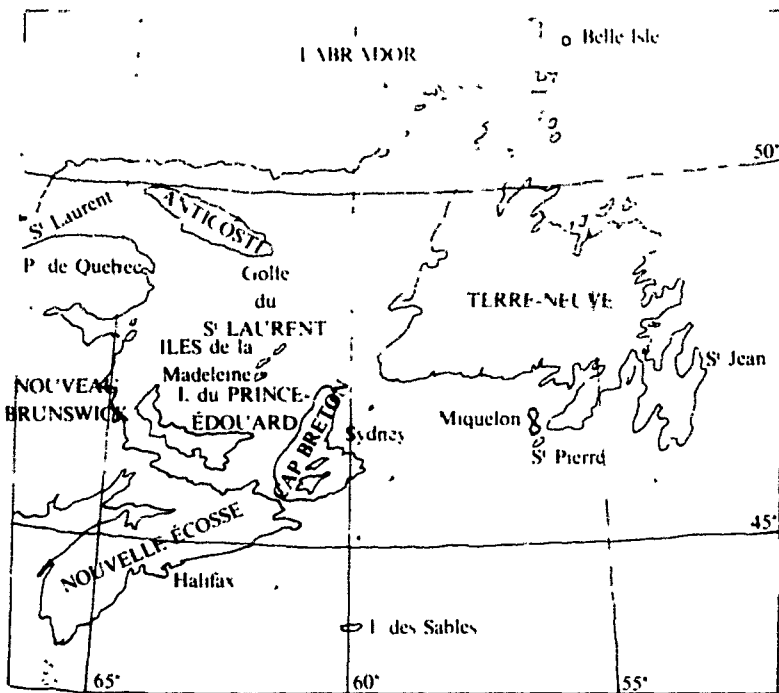 LABRADOR
Belle Isle
50°
St Laurent
ANTICOSTI
P. de Quebec
Golfe
du
St LAURENT
TERRE-NEUVE
ILES de la
Madeleine
St Jean
NOUVEAU
BRUNSWICK
I. du PRINCE-
ÉDOUARD
CAP BRETON
Sydney
Miquelon
St Pierre
45°
NOUVELLE-ÉCOSSE
Halifax
I. des Sables
65°
60°
55°